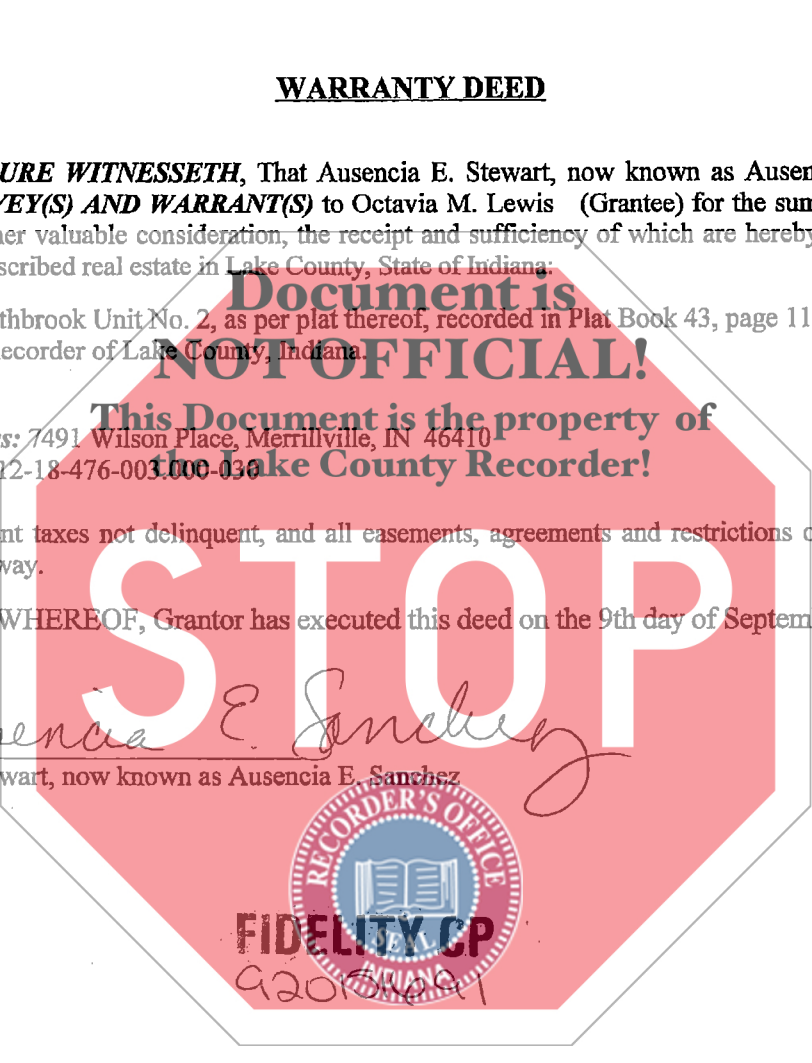 WARRANTY DEED
URE WITNESSETH, That Ausencia E. Stewart, now known as Ausen
VEY(S) AND WARRANT(S) to Octavia M. Lewis (Grantee) for the sum
her valuable consideration, the receipt and sufficiency of which are hereby
scribed real estate in Lake County, State of Indiana:
Document is
thbrook Unit No. 2, as per plat thereof, recorded in Plat Book 43, page 11
ecorder of Lake County, Indiana.
NOT OFFICIAL!
This Document is the property of
s: 7491 Wilson Place, Merrillville, IN 46410
the Lake County Recorder!
12-18-476-003.000-030
nt taxes not delinquent, and all easements, agreements and restrictions o
way.
STOP
WHEREOF, Grantor has executed this deed on the 9th day of Septem
encia E. Sanchez
wart, now known as Ausencia E. Sanchez
RECORDER'S OFFICE
FIDELITY CP
SEAL
INDIANA